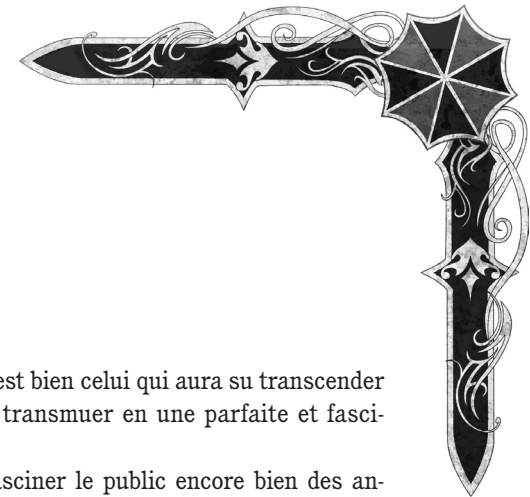 est bien celui qui aura su transcender
transmuer en une parfaite et fasci-
asciner le public encore bien des an-